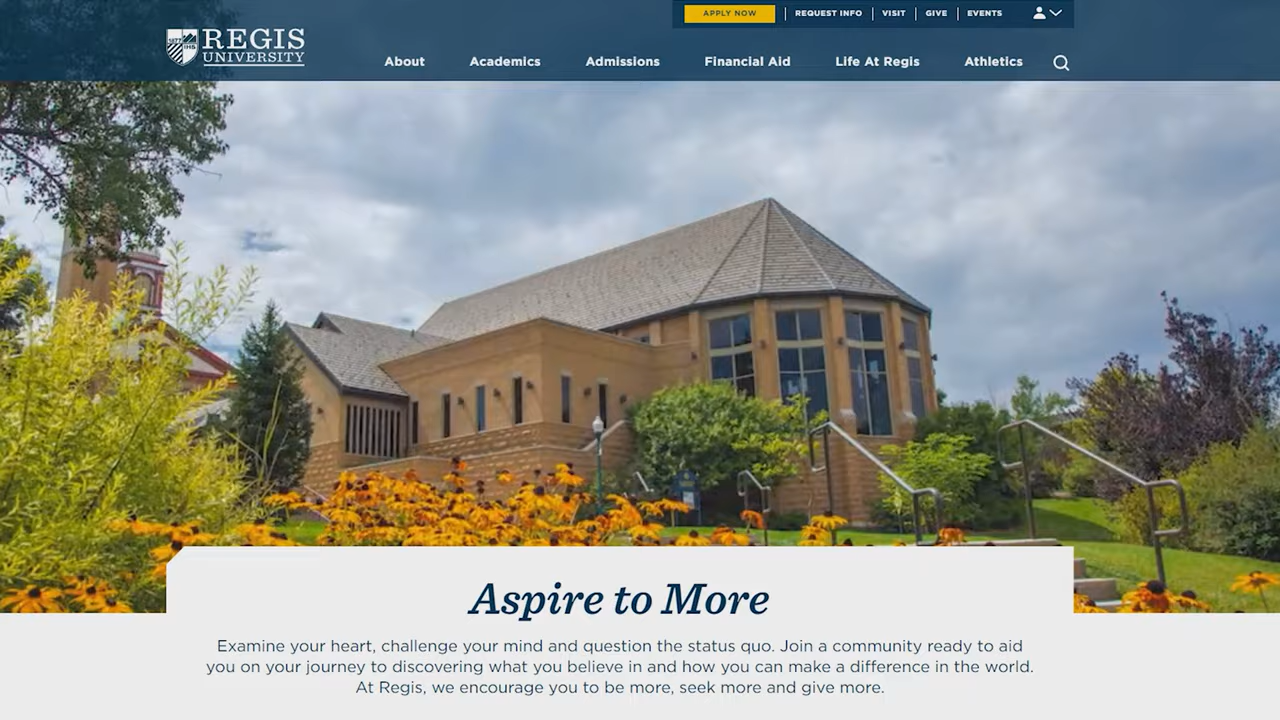 APPLY NOW
REQUEST INFO
VISIT
GIVE
EVENTS
REGIS
UNIVERSITY
About
Academics
Admissions
Financial Aid
Life At Regis
Athletics
Aspire to More
Examine your heart, challenge your mind and question the status quo. Join a community ready to aid
you on your journey to discovering what you believe in and how you can make a difference in the world.
At Regis, we encourage you to be more, seek more and give more.